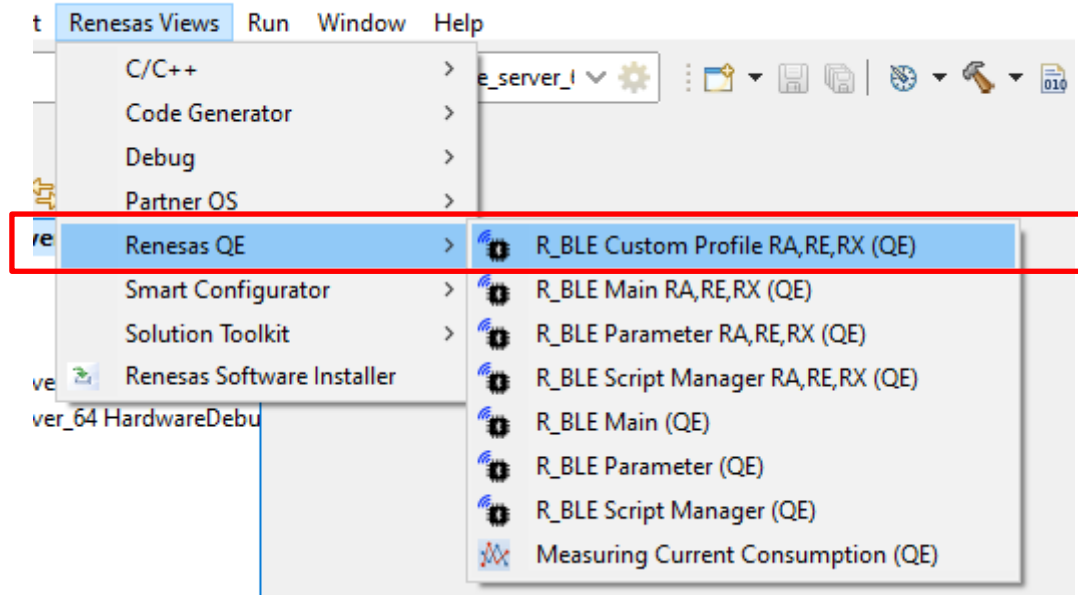 t Renesas Views Run Window Help
C/C++
e_server_
Code Generator
Debug
Partner OS
ve
Renesas QE
R_BLE Custom Profile RA,RE,RX (QE)
Smart Configurator
R_BLE Main RA,RE,RX (QE)
Solution Toolkit
R_BLE Parameter RA,RE,RX (QE)
ve
Renesas Software Installer
R_BLE Script Manager RA,RE,RX (QE)
ver_64 HardwareDebu
R_BLE Main (QE)
R_BLE Parameter (QE)
R_BLE Script Manager (QE)
Measuring Current Consumption (QE)
010